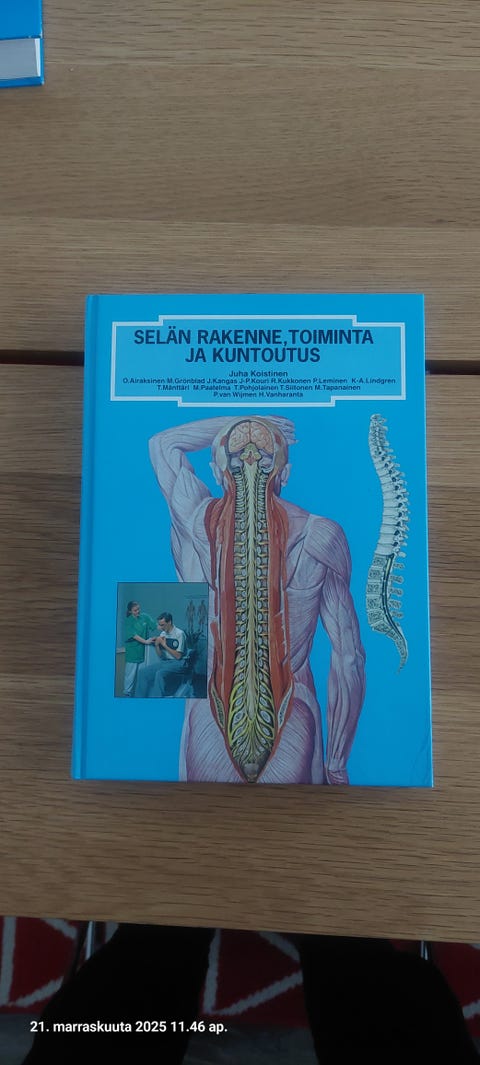 SELÄN RAKENNE,TOIMINTA
JA KUNTOUTUS
Juha Koistinen
O.Airaksinen M.Grönblad J.Kangas J-P.Kouri R.Kukkonen P.Leminen K-A.Lindgren
T.Mänttäri M.Paatelma T.Pohjolainen T.Siitonen M.Tapanainen
P.van Wijmen H.Vanharanta
21. marraskuuta 2025 11.46 ap.